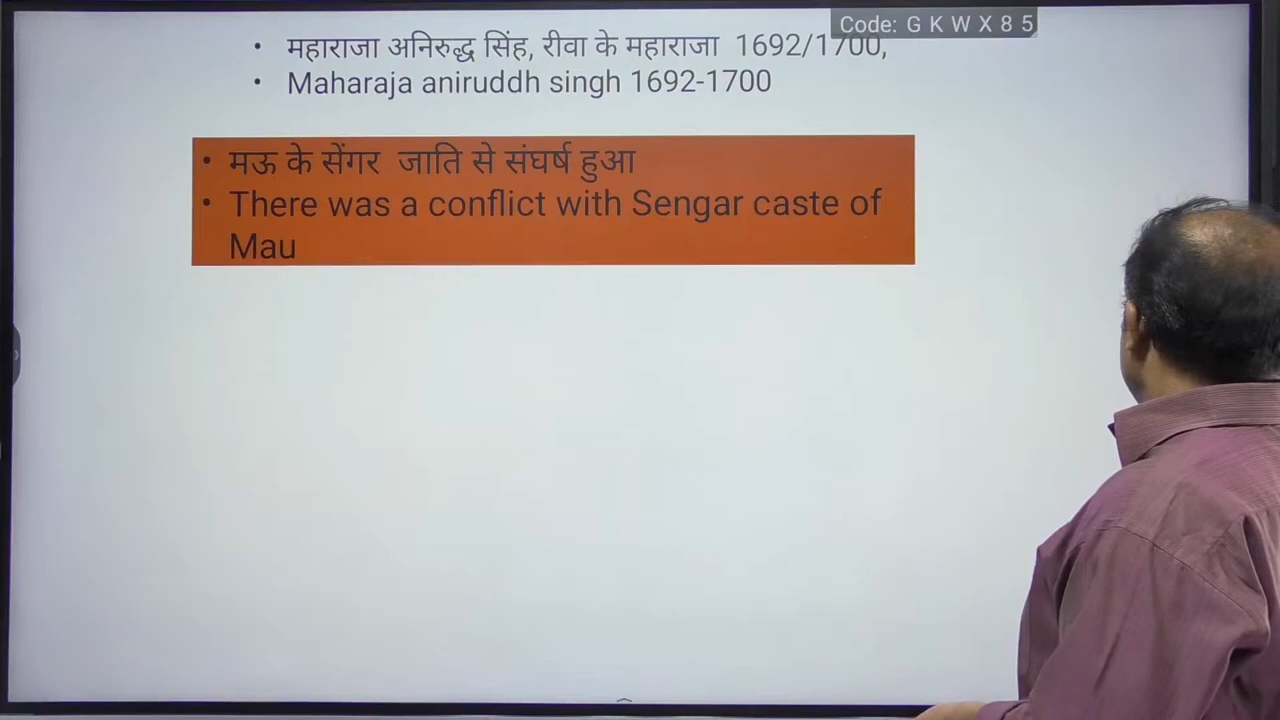 Code: G K W X 8 5
• महाराजा अनिरुद्ध सिंह, रीवा के महाराजा 1692/1700,
• Maharaja aniruddh singh 1692-1700
• मऊ के सेंगर जाति से संघर्ष हुआ
• There was a conflict with Sengar caste of
Mau